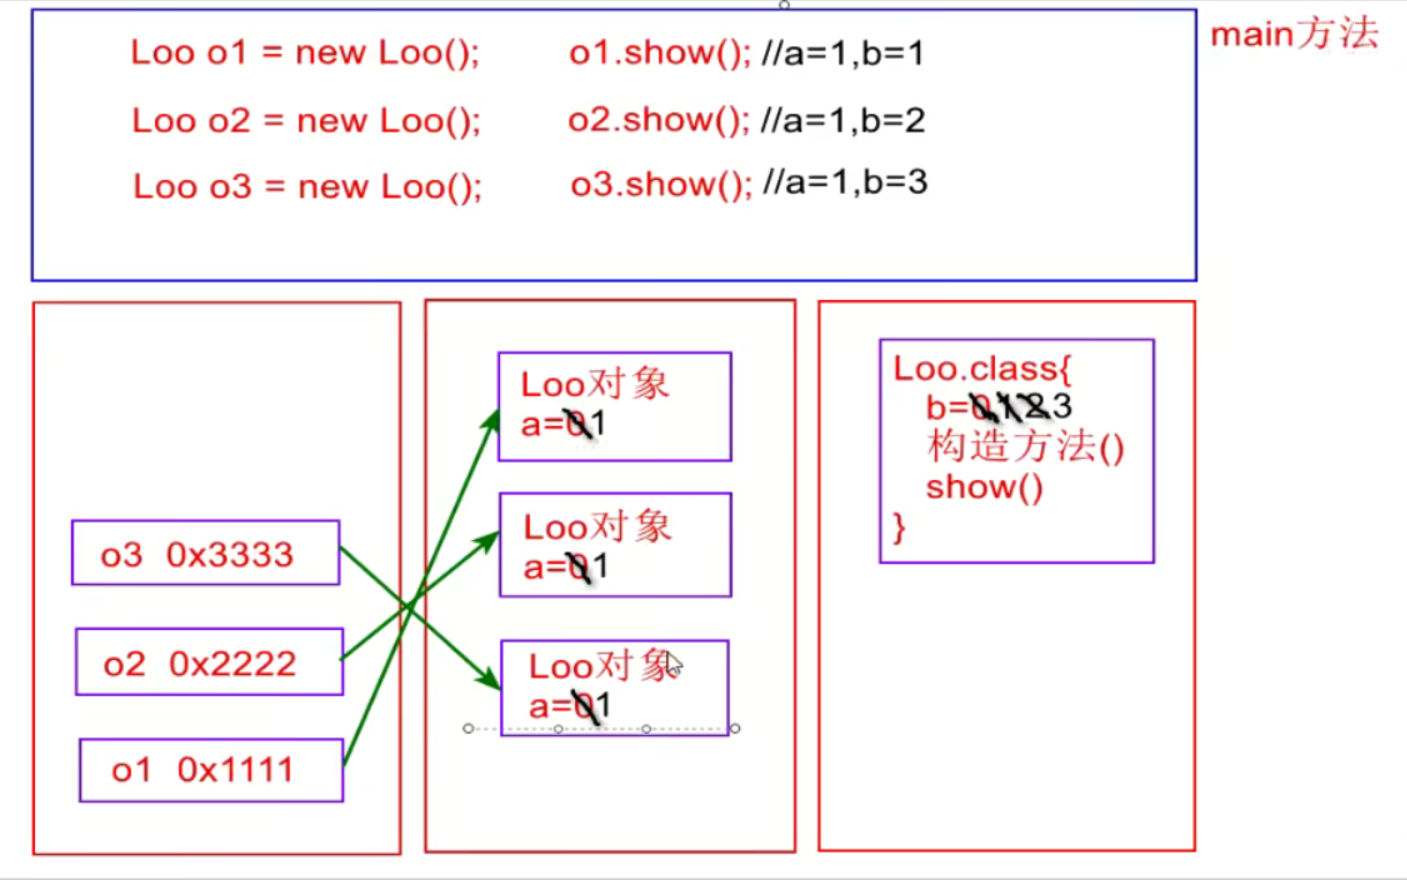 Loo o1 = new Loo(); o1.show(); //a=1,b=1
main方法
Loo o2 = new Loo(); o2.show(); //a=1,b=2
Loo o3 = new Loo(); o3.show(); //a=1,b=3
o3 0x3333
o2 0x2222
o1 0x1111
Loo对象
a=01
Loo对象
a=01
Loo对象
a=01
Loo.class{
b=0123
构造方法()
show()
}